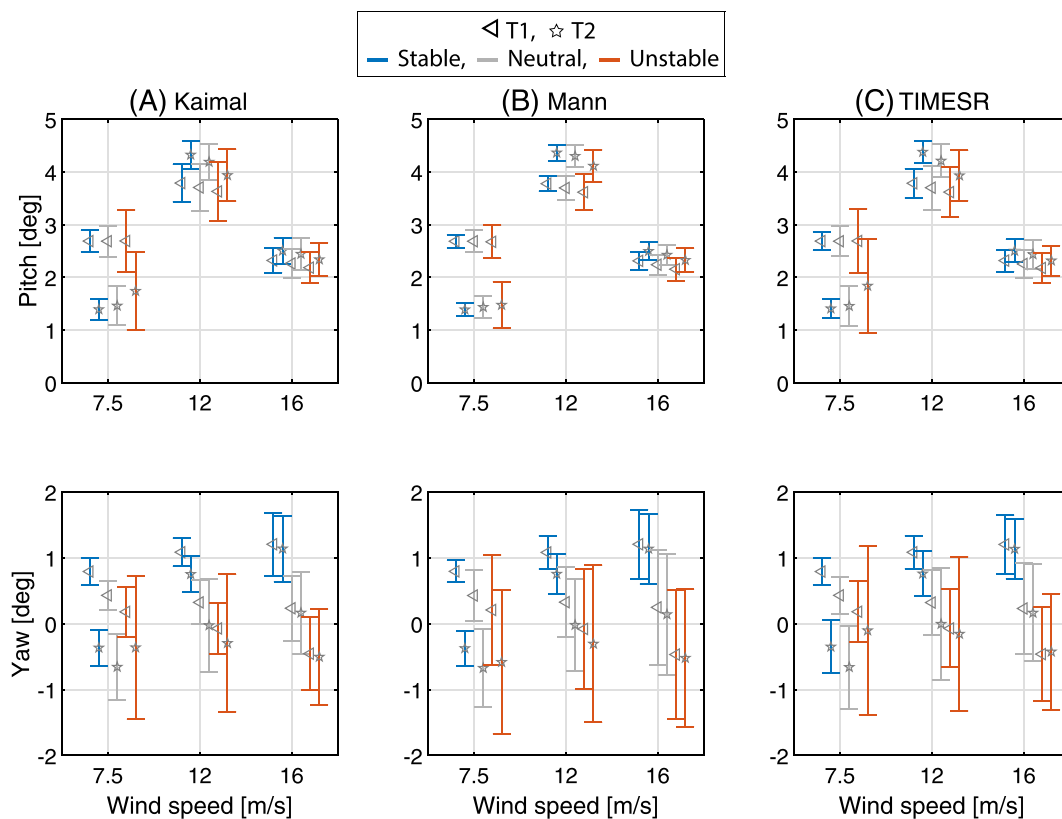 T1, T2
Stable, Neutral, Unstable
(A) Kaimal (B) Mann (C) TIMESR
Pitch [deg]
5 5 5
4 4 4
3 3 3
2 2 2
1 1 1
0 0 0
7.5 12 16 7.5 12 16 7.5 12 16
Yaw [deg]
2 2 2
1 1 1
0 0 0
-1 -1 -1
-2 -2 -2
7.5 12 16 7.5 12 16 7.5 12 16
Wind speed [m/s] Wind speed [m/s] Wind speed [m/s]